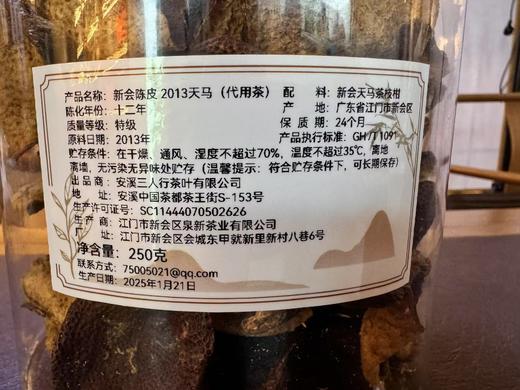 产品名称：新会陈皮 2013天马（代用茶）
陈化年份：十二年
质量等级：特级
原料日期：2013年
配 料：新会天马茶枝柑
产 地：广东省江门市新会区
保 质 期：24个月
产品执行标准：GH/T1091
贮存条件：在干燥、通风、湿度不超过70%，温度不超过35℃，离地
离墙，无污染无异味处贮存（温馨提示：符合贮存条件下，可长期保存）
出 品 商：安溪三人行茶叶有限公司
地 址：安溪中国茶都茶王街S-153号
生产许可证号：SC11444070502626
生 产 商：江门市新会区泉新茶业有限公司
地 址：江门市新会区会城东甲就新里新村八巷6号
净含量：250克
联系方式：75005021@qq.com
生产日期：2025年1月21日